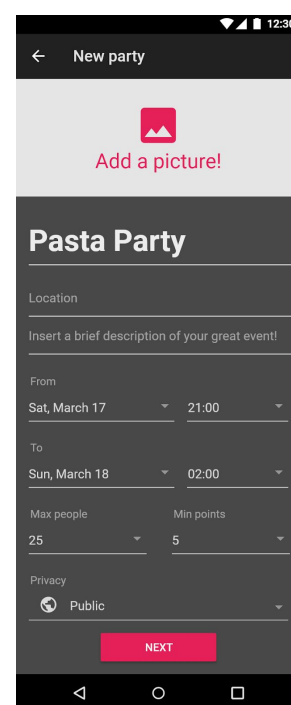 12:30
New party
Add a picture!
Pasta Party
Location
Insert a brief description of your great event!
From
Sat, March 17 21:00
To
Sun, March 18 02:00
Max people Min points
25 5
Privacy
Public
NEXT